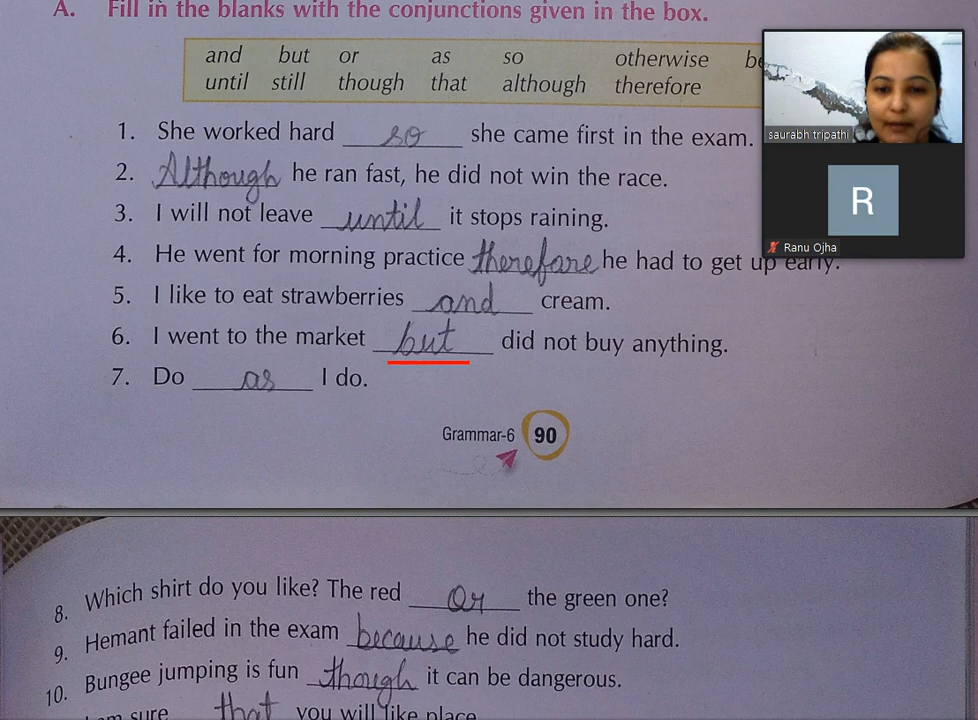 A. Fill in the blanks with the conjunctions given in the box.
and but or as so otherwise be
until still though that although therefore
saurabh tripathi
R
Ranu Ojha
1. She worked hard so she came first in the exam.
2. Although he ran fast, he did not win the race.
3. I will not leave until it stops raining.
4. He went for morning practice therefore he had to get up early.
5. I like to eat strawberries and cream.
6. I went to the market but did not buy anything.
7. Do as I do.
Grammar-6 90
8. Which shirt do you like? The red Or the green one?
9. Hemant failed in the exam because he did not study hard.
10. Bungee jumping is fun though it can be dangerous.
am sure that you will like place